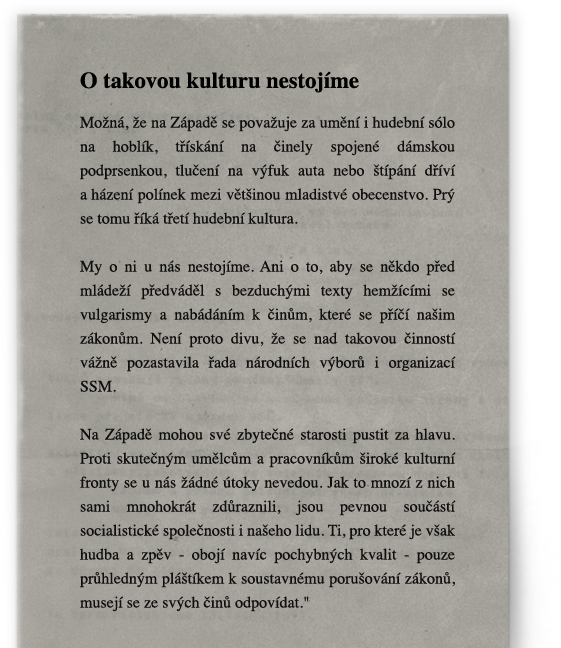 O takovou kulturu nestojíme
Možná, že na Západě se považuje za umění i hudební sólo
na hoblík, třískání na činely spojené dámskou
podprsenkou, tlučení na výfuk auta nebo štípání dříví
a házení polínek mezi většinou mladistvé obecenstvo. Prý
se tomu říká třetí hudební kultura.
My o ni u nás nestojíme. Ani o to, aby se někdo před
mládeží předváděl s bezduchými texty hemžícími se
vulgarismy a nabádáním k činům, které se příčí našim
zákonům. Není proto divu, že se nad takovou činností
vážně pozastavila řada národních výborů i organizací
SSM.
Na Západě mohou své zbytečné starosti pustit za hlavu.
Proti skutečným umělcům a pracovníkům široké kulturní
fronty se u nás žádné útoky nevedou. Jak to mnozí z nich
sami mnohokrát zdůraznili, jsou pevnou součástí
socialistické společnosti i našeho lidu. Ti, pro které je však
hudba a zpěv - obojí navíc pochybných kvalit - pouze
průhledným pláštíkem k soustavnému porušování zákonů,
musejí se ze svých činů odpovídat."